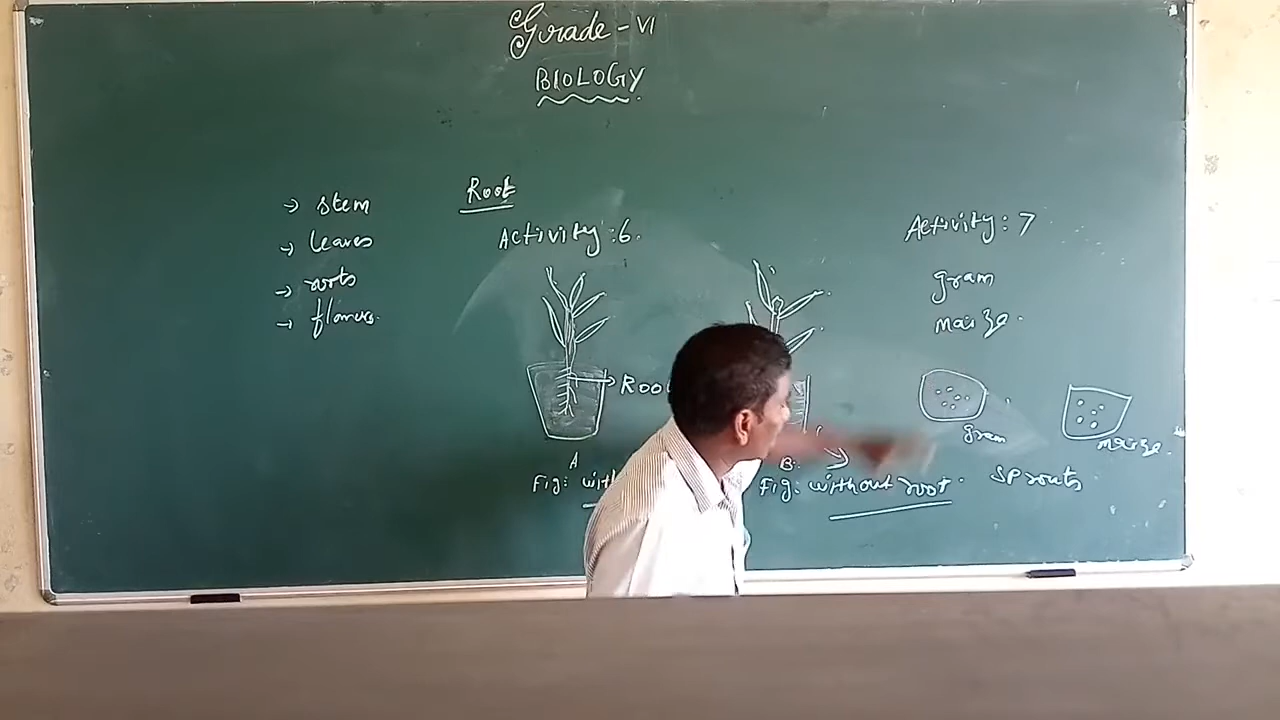 Grade - VI
BIOLOGY
→ stem
→ leaves
→ roots
→ flowers.
Root
Activity : 6.
Root
A
Fig:
B.
Fig: without root.
Activity : 7
gram
maize.
gram
maize.
sprouts